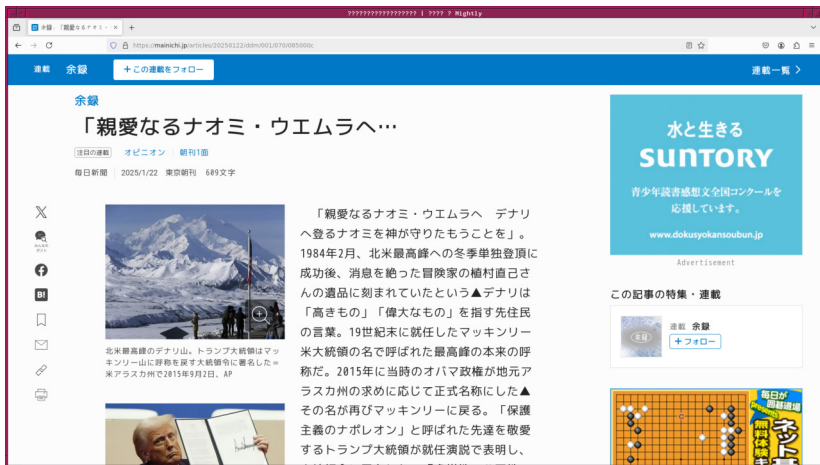 ?????????????????? | ???? ? Nightly
余録:「親愛なるナオミ・
https://mainichi.jp/articles/20250122/ddm/001/070/085000c
連載 余録 +この連載をフォロー 連載一覧
余録
「親愛なるナオミ・ウエムラへ…
注目の連載 オピニオン 朝刊1面
毎日新聞 2025/1/22 東京朝刊 609文字
「親愛なるナオミ・ウエムラへ デナリ
へ登るナオミを神が守りたもうことを」。
1984年2月、北米最高峰への冬季単独登頂に
成功後、消息を絶った冒険家の植村直己さ
んの遺品に刻まれていたという▲デナリは
「高きもの」「偉大なもの」を指す先住民
の言葉。19世紀末に就任したマッキンリー
米大統領の名で呼ばれた最高峰の本来の呼
称だ。2015年に当時のオバマ政権が地元ア
ラスカ州の求めに応じて正式名称にした▲
その名が再びマッキンリーに戻る。「保護
主義のナポレオン」と呼ばれた先達を敬愛
するトランプ大統領が就任演説で表明し、
北米最高峰のデナリ山。トランプ大統領はマッ
キンリー山に呼称を戻す大統領令に署名した=
米アラスカ州で2015年9月2日、AP
B!
水と生きる
SUNTORY
青少年読書感想文全国コンクールを
応援しています。
www.dokusyokansoubun.jp
Advertisement
この記事の特集・連載
余録
連載 余録
+フォロー
毎日が
囲碁道場
presents
ネット
無料体験